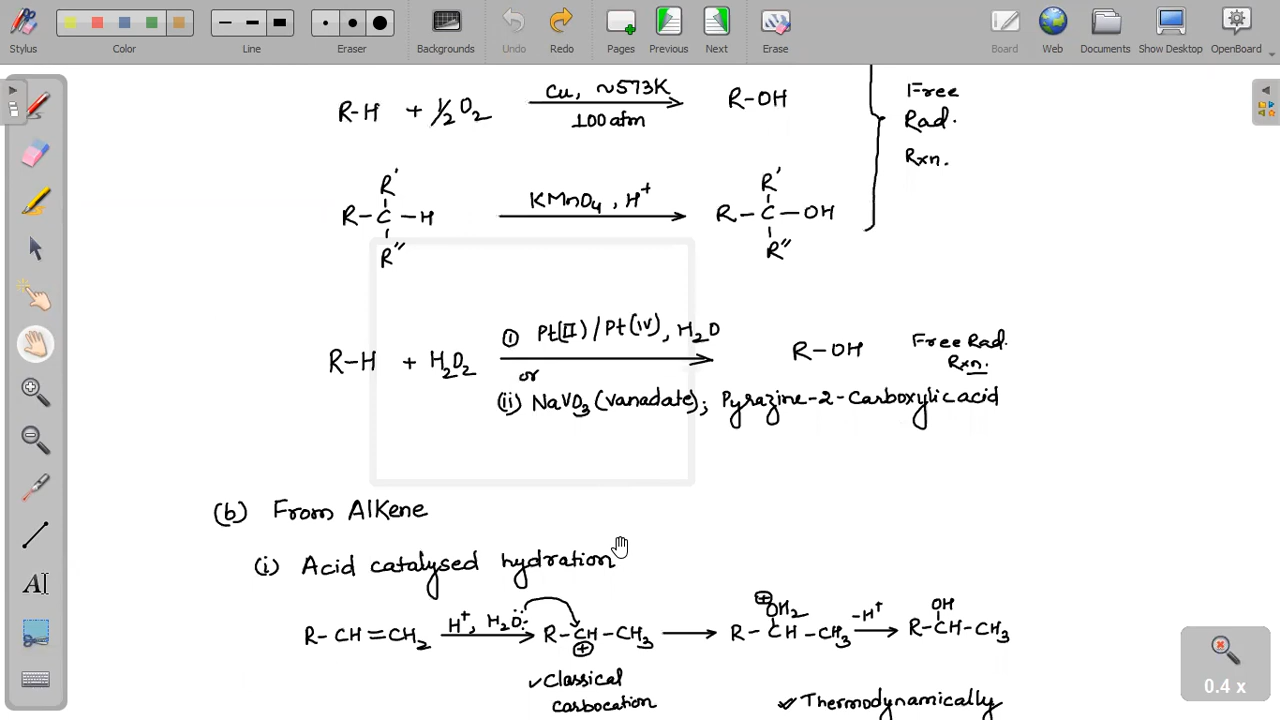 Stylus Color Line Eraser Backgrounds Undo Redo Pages Previous Next Erase Board Web Documents Show Desktop OpenBoard
R-H + 1/2 O2 Cu, ~573K 100 atm R-OH
Free
Rad.
Rxn.
R' R'
R-C-H KMnO4, H+ R-C-OH
R" R"
R-H + H2O2 (i) Pt(II)/Pt(IV), H2O R-OH
or
(ii) NaVO3 (vanadate); Pyrazine-2-Carboxylic acid
Free Rad.
Rxn.
(b) From Alkene
(i) Acid catalysed hydration
R-CH=CH2 H+, H2O: R-CH-CH3 R-CH-CH3 -H+ R-CH-CH3
⊕ ⊕ OH2 OH
✓Classical
carbocation
✓Thermodynamically
0.4 x